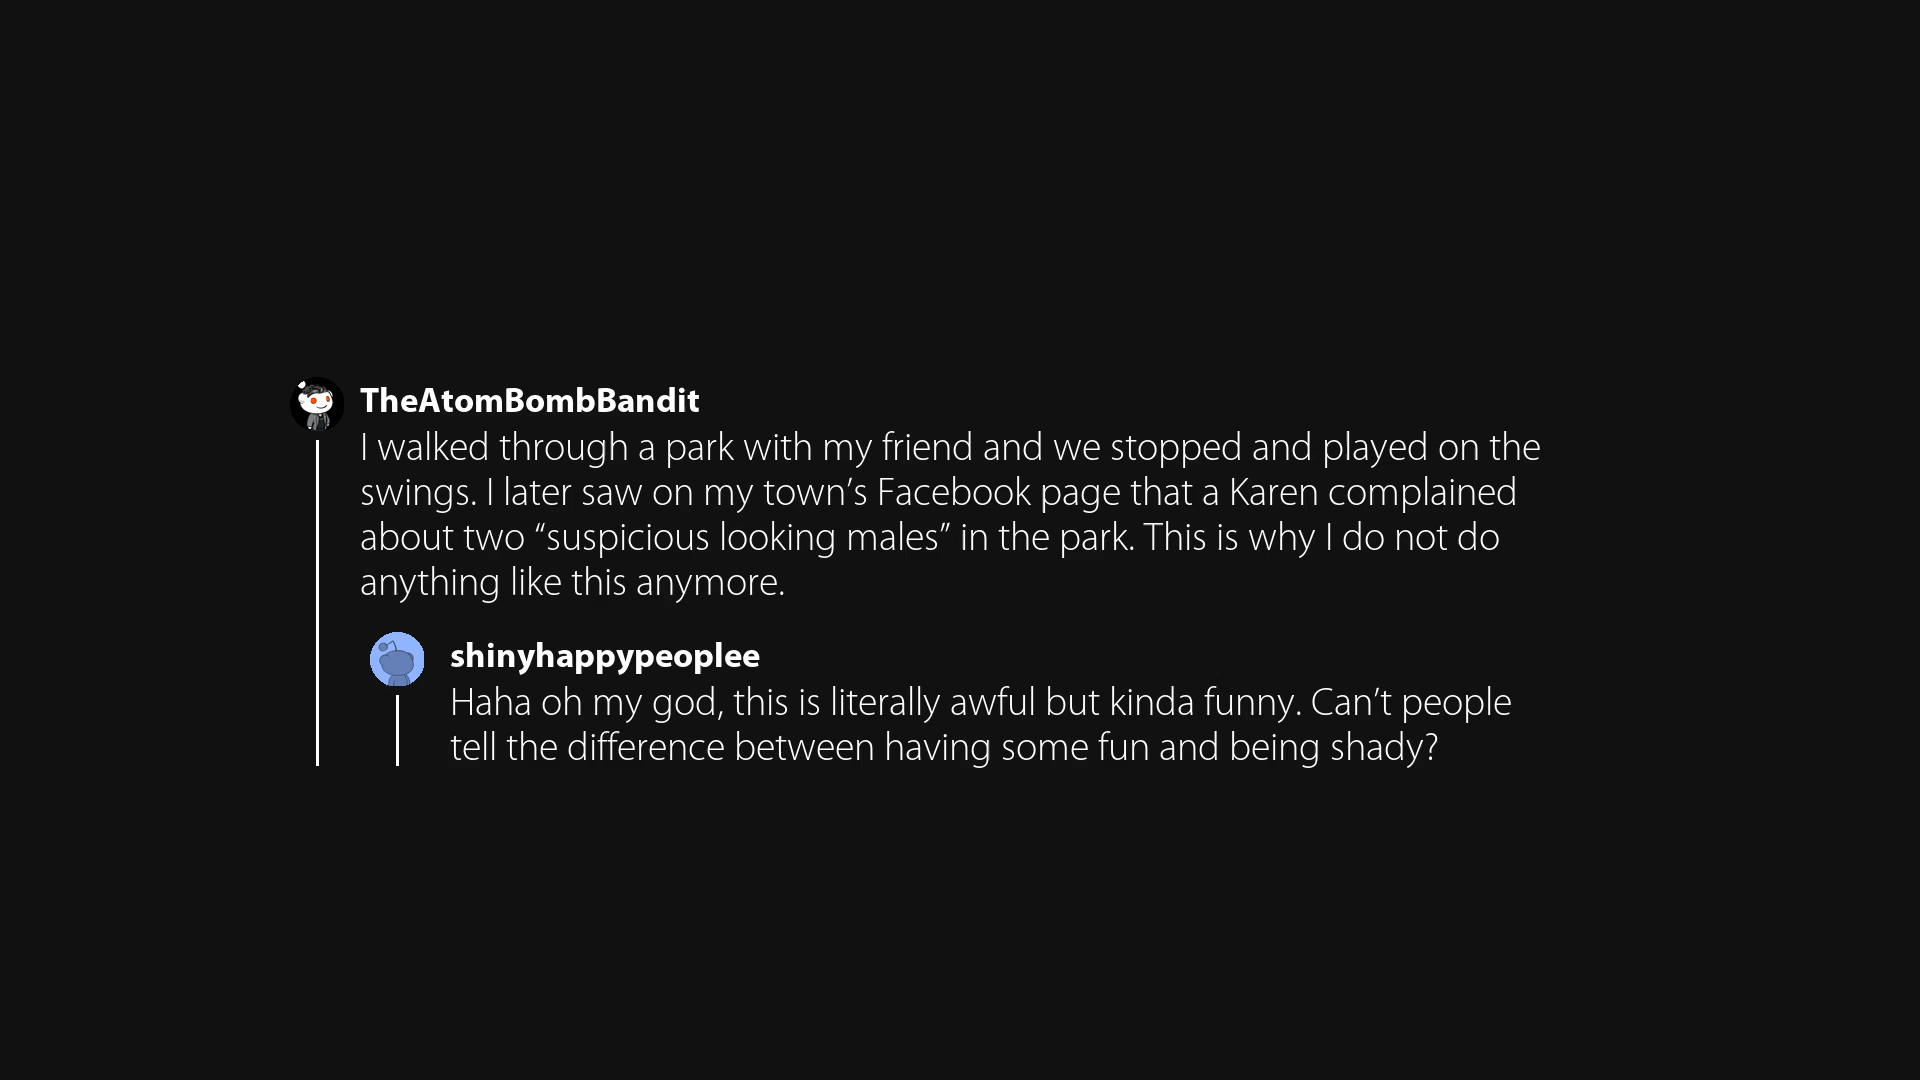 TheAtomBombBandit
I walked through a park with my friend and we stopped and played on the
swings. I later saw on my town’s Facebook page that a Karen complained
about two “suspicious looking males” in the park. This is why I do not do
anything like this anymore.
shinyhappypeoplee
Haha oh my god, this is literally awful but kinda funny. Can’t people
tell the difference between having some fun and being shady?